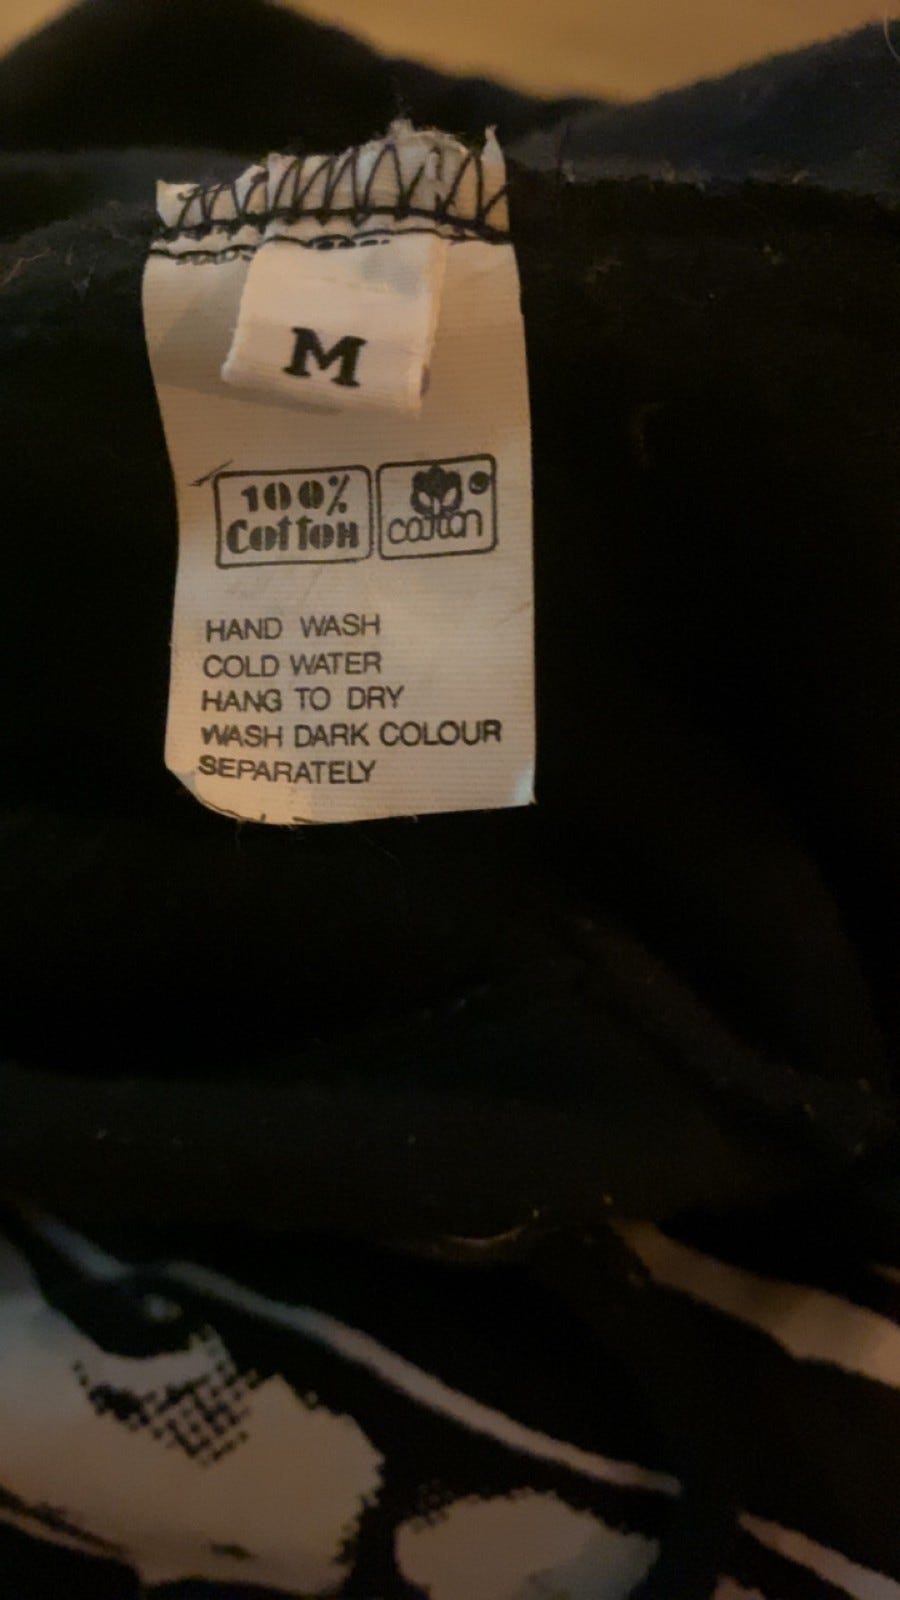 M
100% cotton
Cotton
HAND WASH
COLD WATER
HANG TO DRY
WASH DARK COLOUR
SEPARATELY